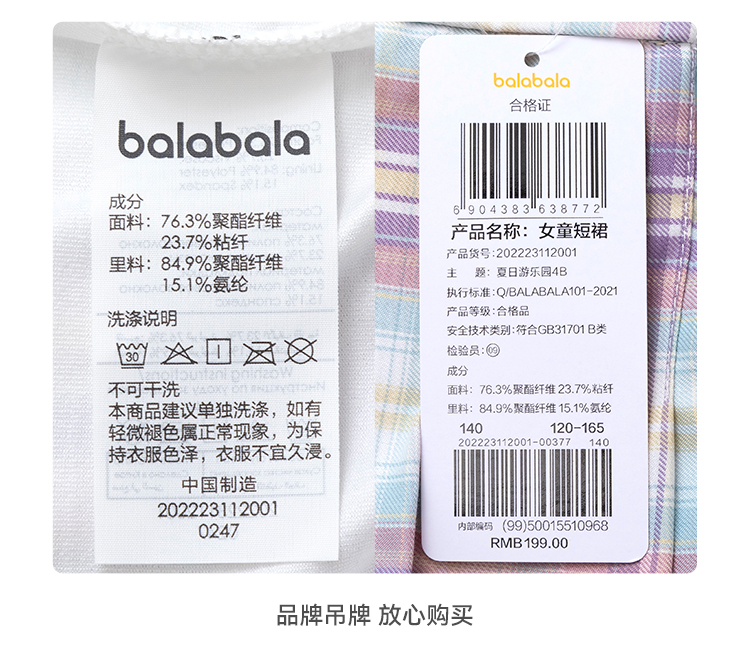 balabala
成分
面料：76.3%聚酯纤维
23.7%粘纤
里料：84.9%聚酯纤维
15.1%氨纶
洗涤说明
30
不可干洗
本商品建议单独洗涤，如有
轻微褪色属正常现象，为保
持衣服色泽，衣服不宜久浸。
中国制造
202223112001
0247
balabala
合格证
6 904383 638772
产品名称：女童短裙
产品货号：202223112001
主 题：夏日游乐园4B
执行标准：Q/BALABALA101-2021
产品等级：合格品
安全技术类别：符合GB31701 B类
检验员：09
成分
面料：76.3%聚酯纤维 23.7%粘纤
里料：84.9%聚酯纤维 15.1%氨纶
140 120-165
202223112001-00377 140
内部编码 (99)50015510968
RMB199.00
品牌吊牌 放心购买